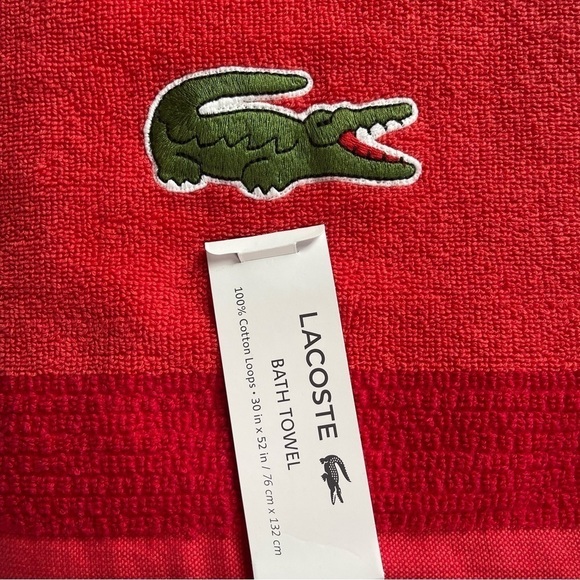 LACOSTE
BATH TOWEL
100% Cotton Loops • 30 in x 52 in / 76 cm x 132 cm